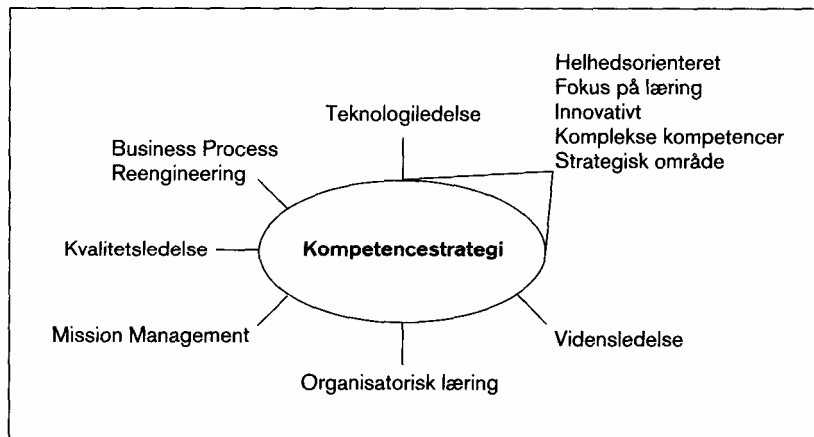 Helhedsorienteret
Fokus på læring
Innovativt
Komplekse kompetencer
Strategisk område
Teknologiledelse
Business Process
Reengineering
Kvalitetsledelse
Kompetencestrategi
Mission Management
Vidensledelse
Organisatorisk læring